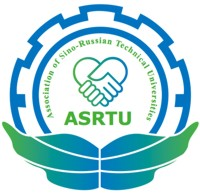 Association of Sino-Russian Technical Universities
ASRTU